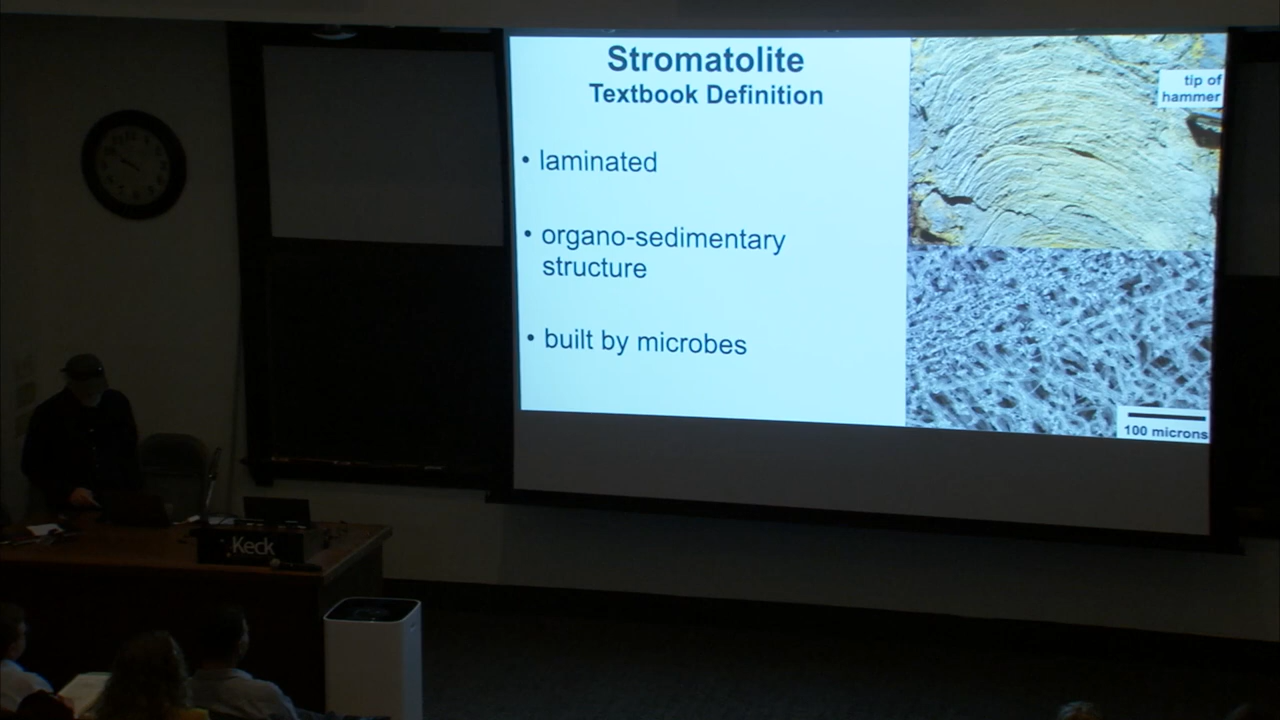 Stromatolite
Textbook Definition
• laminated
• organo-sedimentary
structure
• built by microbes
tip of
hammer
100 microns
Keck